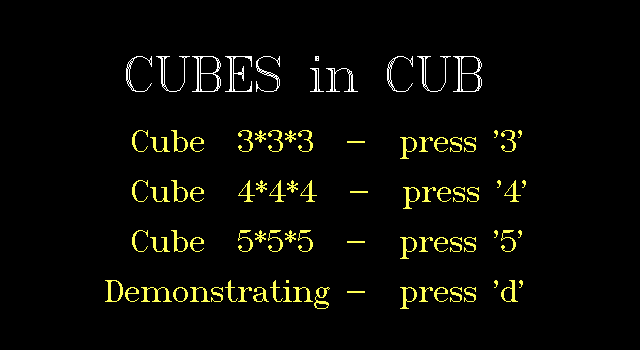 CUBES in CUB
Cube 3*3*3 - press '3'
Cube 4*4*4 - press '4'
Cube 5*5*5 - press '5'
Demonstrating - press 'd'